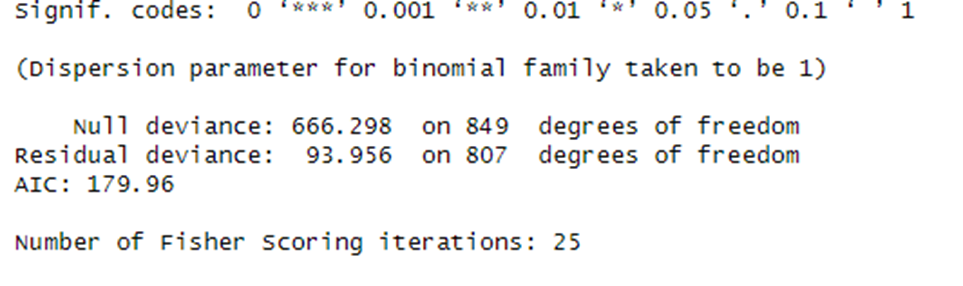 Signif. codes:  0 ‘***’ 0.001 ‘**’ 0.01 ‘*’ 0.05 ‘.’ 0.1 ‘ ’ 1
(Dispersion parameter for binomial family taken to be 1)
Null deviance: 666.298  on 849  degrees of freedom
Residual deviance:  93.956  on 807  degrees of freedom
AIC: 179.96
Number of Fisher Scoring iterations: 25